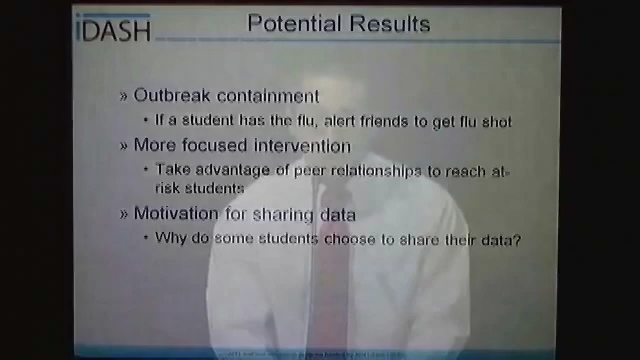 iDASH
Potential Results
» Outbreak containment
• If a student has the flu, alert friends to get flu shot
» More focused intervention
• Take advantage of peer relationships to reach at-
risk students
» Motivation for sharing data
• Why do some students choose to share their data?